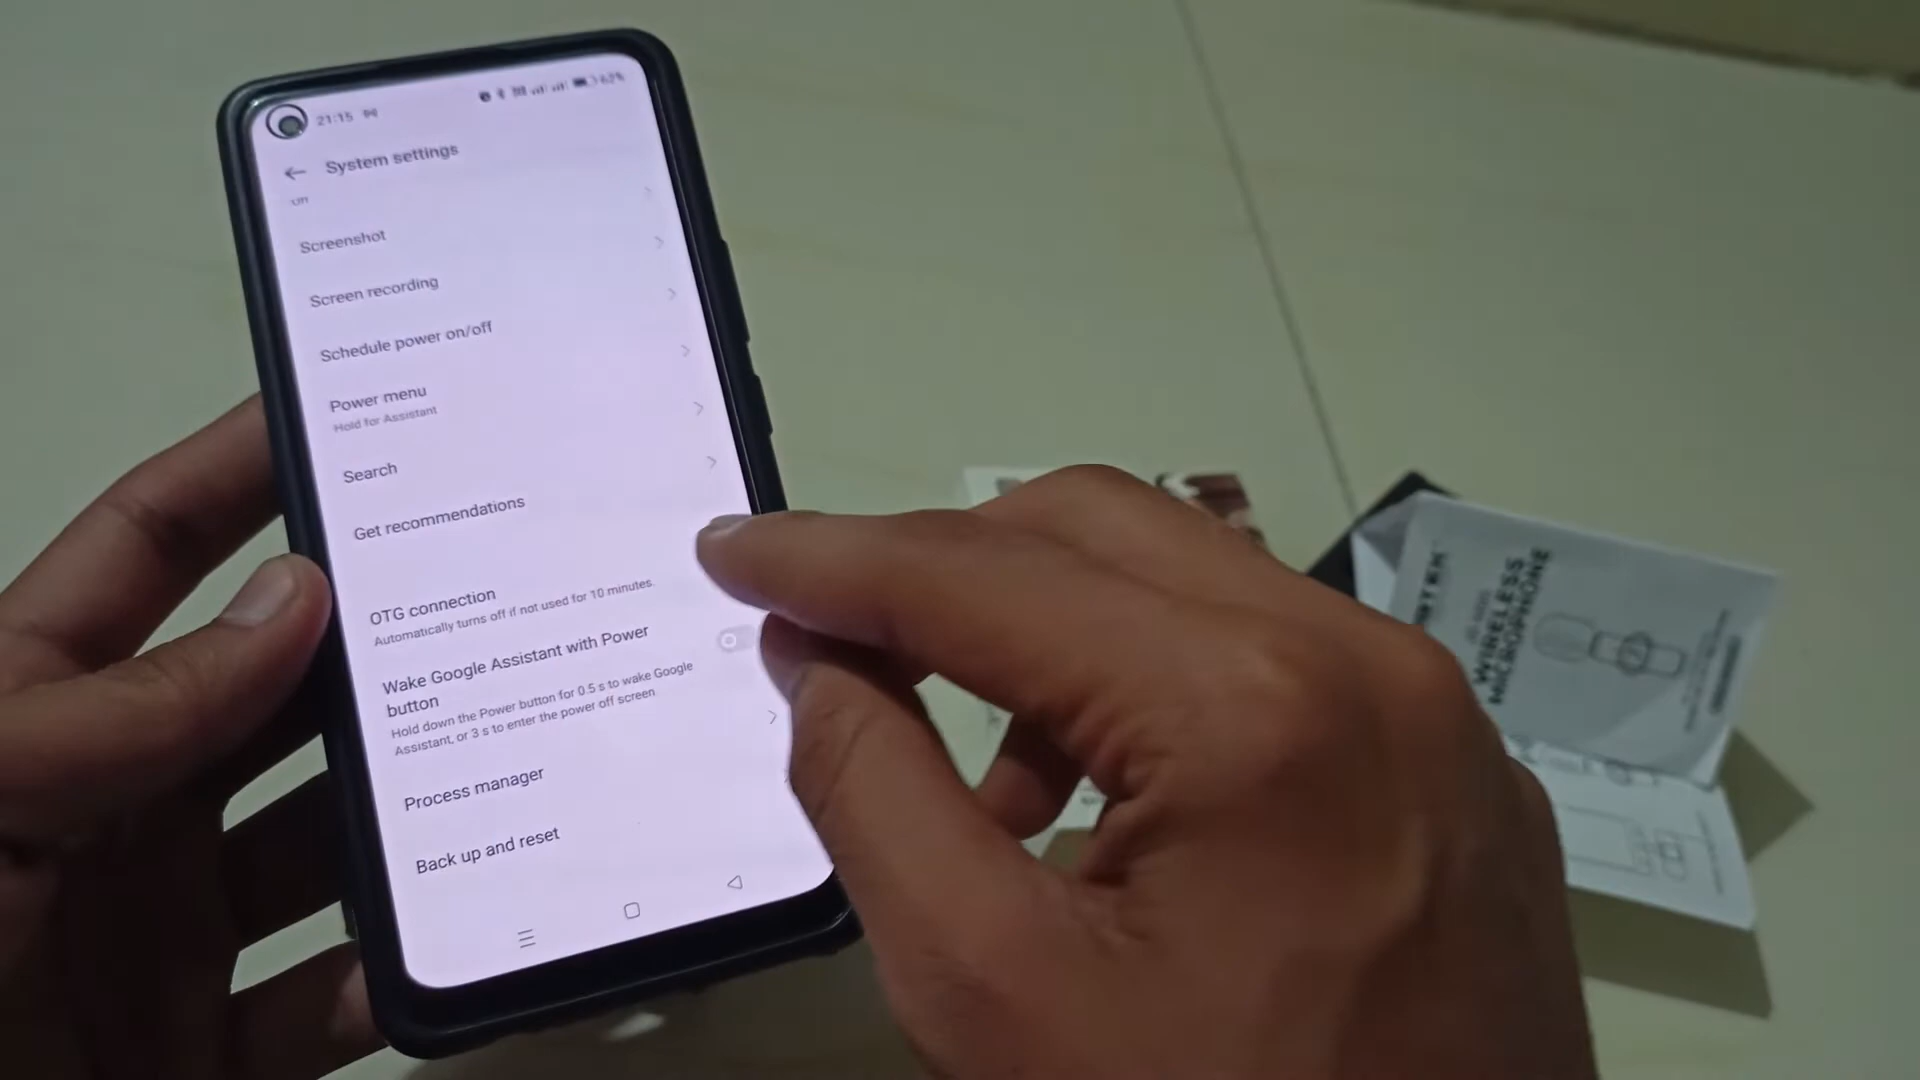 21:15
62%
System settings
On
Screenshot
Screen recording
Schedule power on/off
Power menu
Hold for Assistant
Search
Get recommendations
OTG connection
Automatically turns off if not used for 10 minutes.
Wake Google Assistant with Power
button
Hold down the Power button for 0.5 s to wake Google
Assistant, or 3 s to enter the power off screen
Process manager
Back up and reset
WIRELESS
MICROPHONE